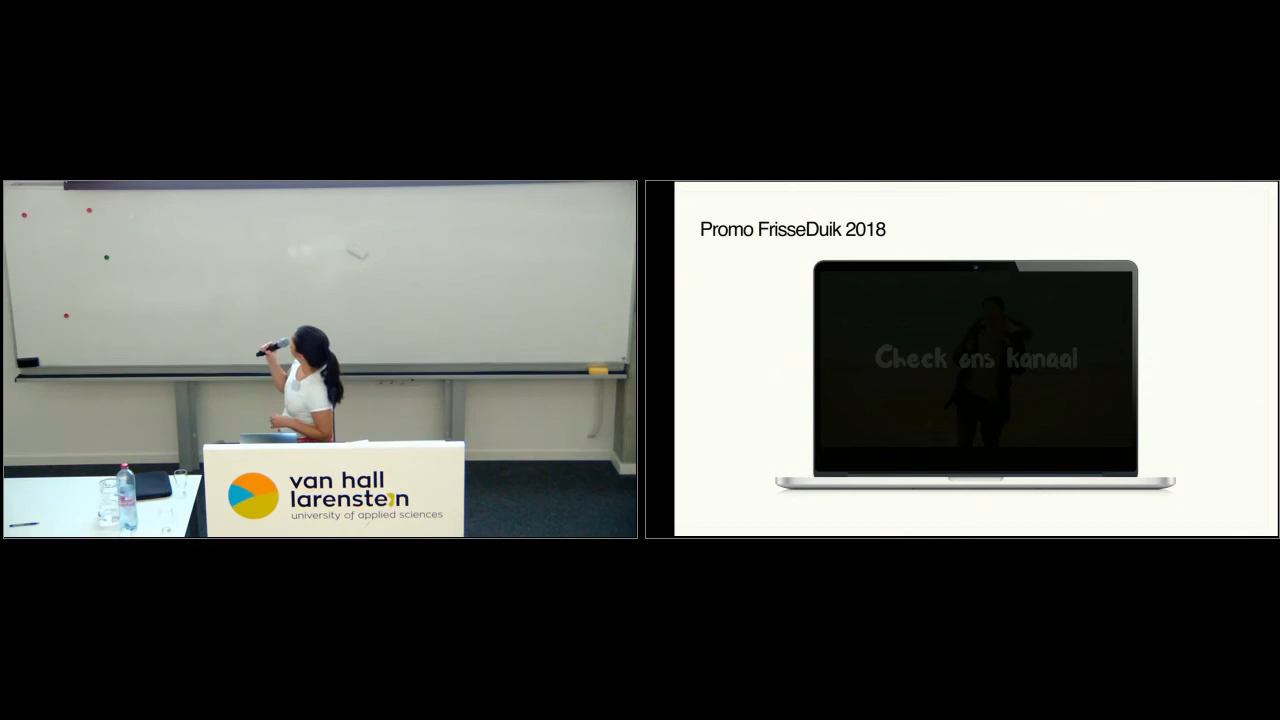 van hall
larenstein
university of applied sciences
Promo FrisseDuik 2018
Check ons kanaal